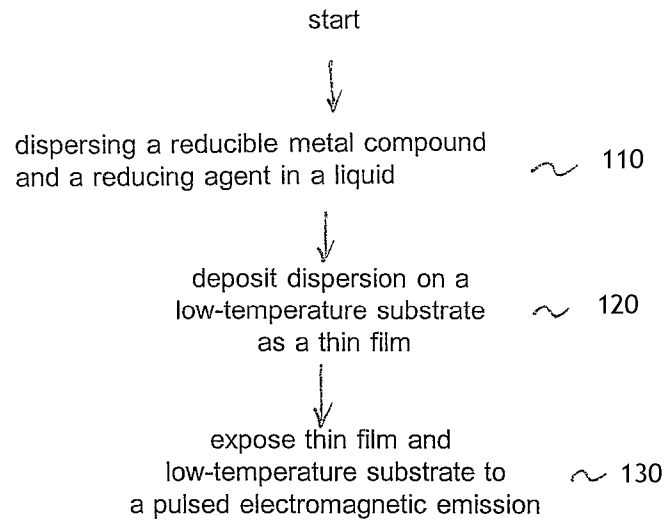 start
dispersing a reducible metal compound
and a reducing agent in a liquid
110
deposit dispersion on a
low-temperature substrate
as a thin film
120
expose thin film and
low-temperature substrate to
a pulsed electromagnetic emission
130